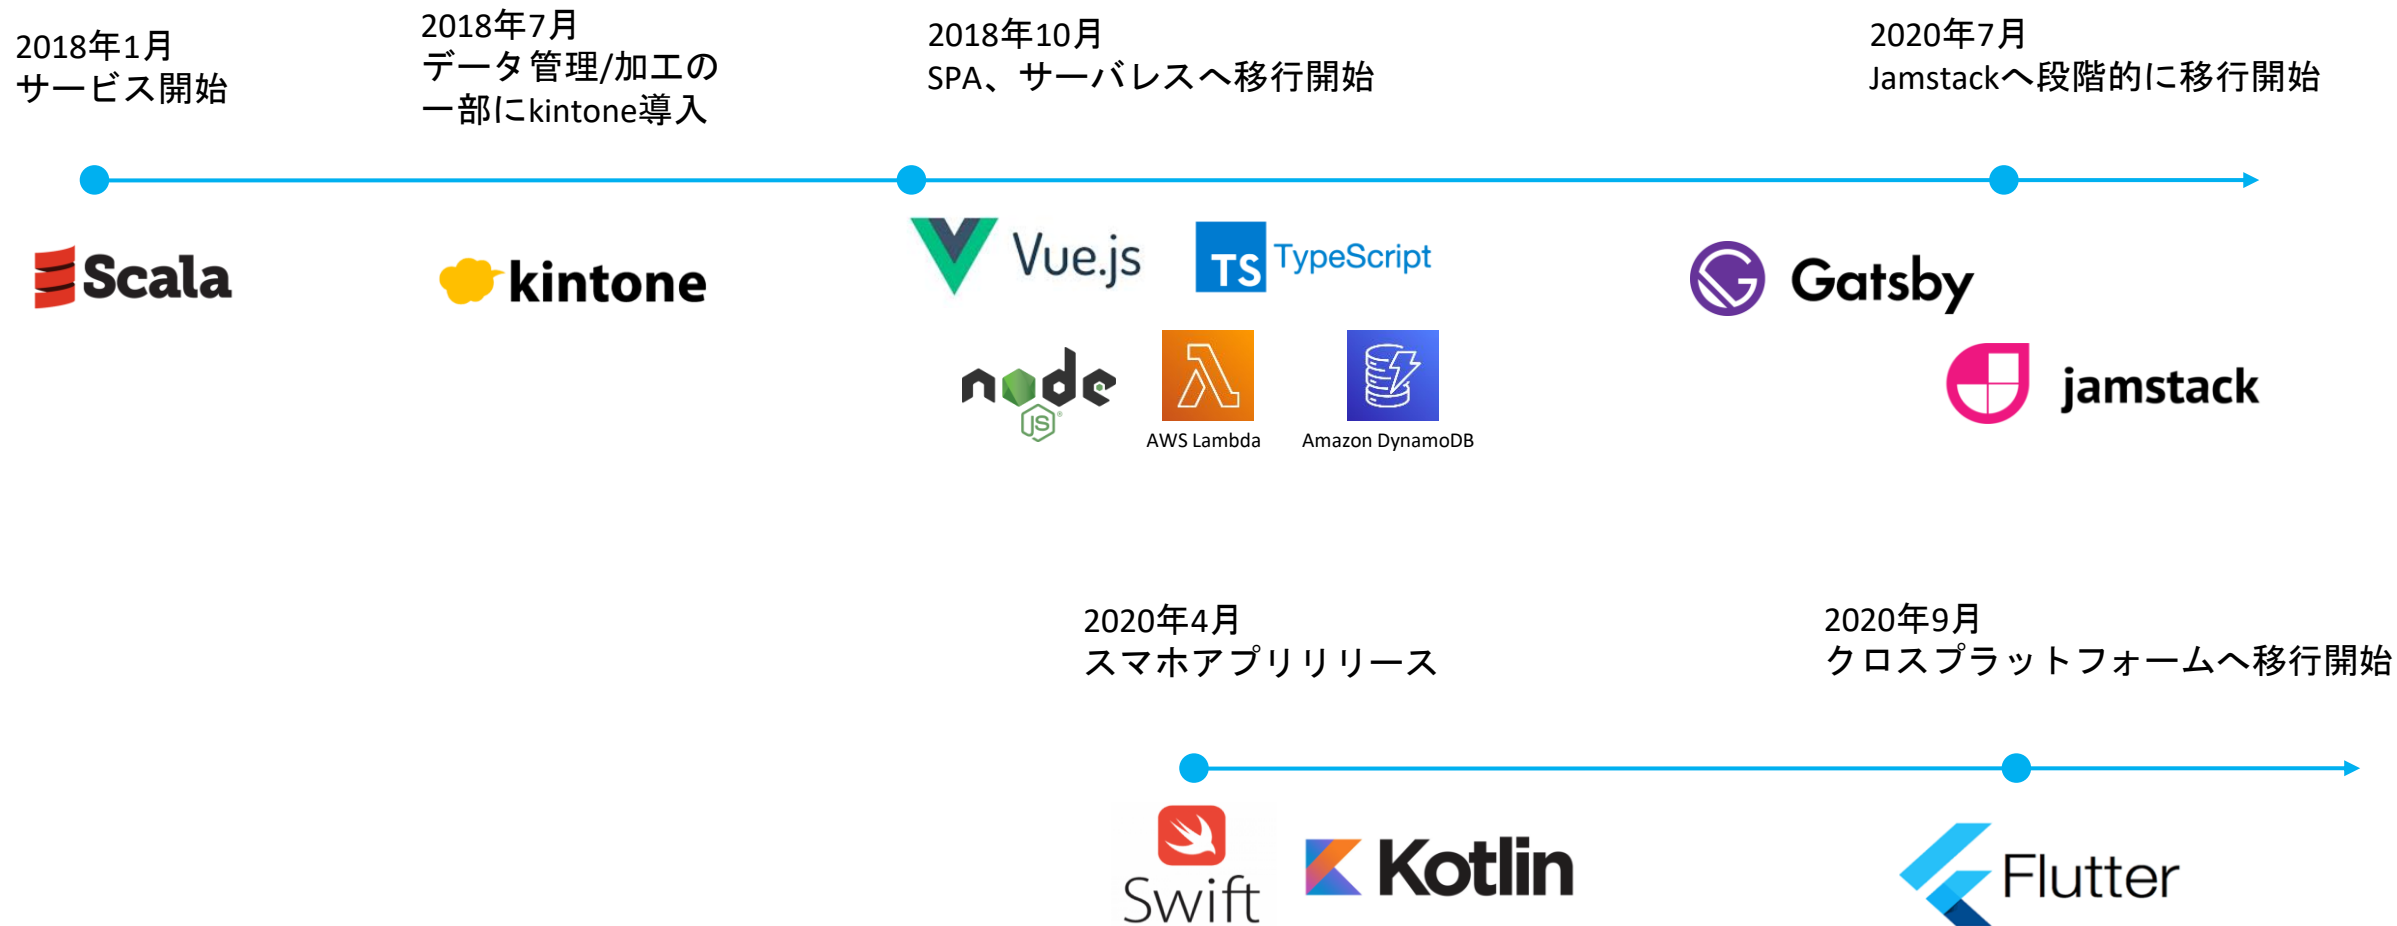 2018年1月
サービス開始
2018年7月
データ管理/加工の
一部にkintone導入
2018年10月
SPA、サーバレスへ移行開始
2020年7月
Jamstackへ段階的に移行開始
Scala
kintone
Vue.js
TS TypeScript
Gatsby
node
JS
AWS Lambda
Amazon DynamoDB
jamstack
2020年4月
スマホアプリリリース
2020年9月
クロスプラットフォームへ移行開始
Swift
Kotlin
Flutter